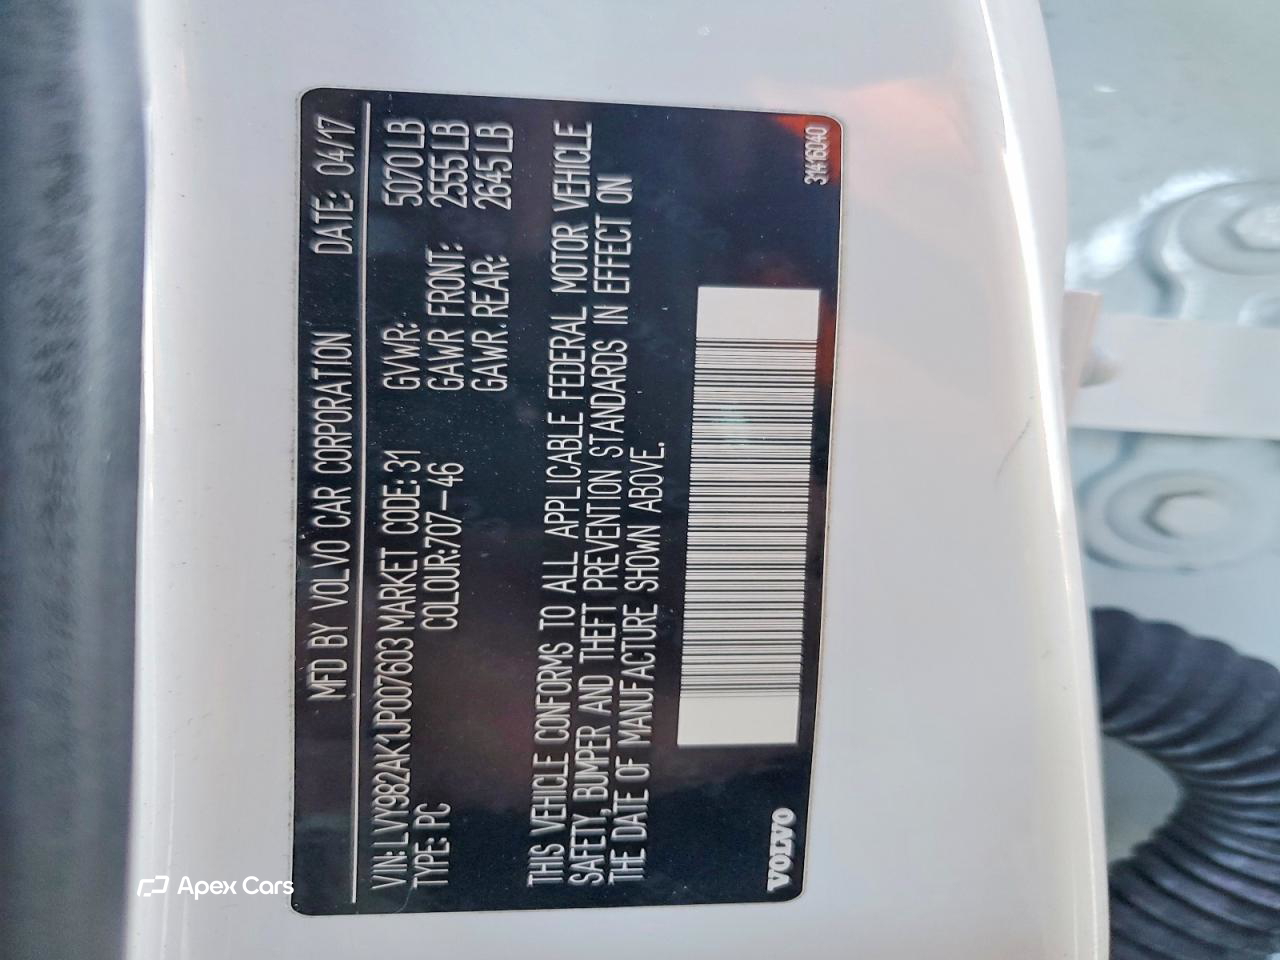 MFD BY VOLVO CAR CORPORATION DATE: 04/17
VIN: LVY982AK1JP007603 MARKET CODE: 31 GVWR: 5070 LB
TYPE: PC COLOUR:707-46 GAWR FRONT: 2555 LB
GAWR REAR: 2645 LB
THIS VEHICLE CONFORMS TO ALL APPLICABLE FEDERAL MOTOR VEHICLE
SAFETY, BUMPER AND THEFT PREVENTION STANDARDS IN EFFECT ON
THE DATE OF MANUFACTURE SHOWN ABOVE.
VOLVO 31416040
Apex Cars